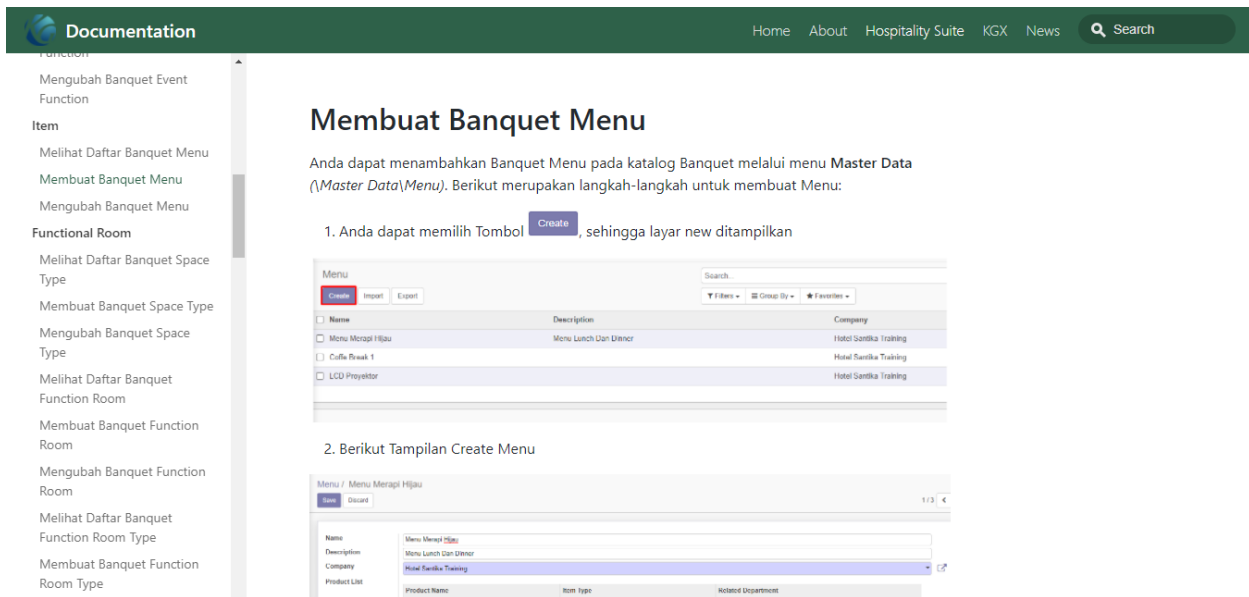 Documentation
Home About Hospitality Suite KGX News Search
Function
Mengubah Banquet Event
Function
Item
Melihat Daftar Banquet Menu
Membuat Banquet Menu
Mengubah Banquet Menu
Functional Room
Melihat Daftar Banquet Space
Type
Membuat Banquet Space Type
Mengubah Banquet Space
Type
Melihat Daftar Banquet
Function Room
Membuat Banquet Function
Room
Mengubah Banquet Function
Room
Melihat Daftar Banquet
Function Room Type
Membuat Banquet Function
Room Type
Membuat Banquet Menu
Anda dapat menambahkan Banquet Menu pada katalog Banquet melalui menu Master Data
(\Master Data\Menu). Berikut merupakan langkah-langkah untuk membuat Menu:
1. Anda dapat memilih Tombol Create , sehingga layar new ditampilkan
Menu
Search..
Create Import Export
Filters Group By Favorites
Name Description Company
Menu Merapi Hijau Menu Lunch Dan Dinner Hotel Santika Training
Coffe Break 1 Hotel Santika Training
LCD Proyektor Hotel Santika Training
2. Berikut Tampilan Create Menu
Menu / Menu Merapi Hijau
Save Discard 1 / 3
Name Menu Merapi Hijau
Description Menu Lunch Dan Dinner
Company Hotel Santika Training
Product List
Product Name Item Type Related Department